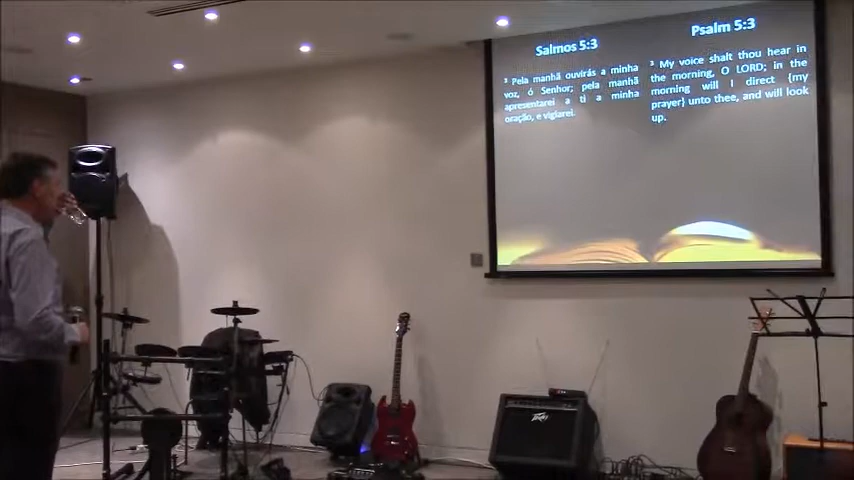 Salmos 5:3
³ Pela manhã ouvirás a minha
voz, ó Senhor; pela manhã
apresentarei a ti a minha
oração, e vigiarei.
Psalm 5:3
³ My voice shalt thou hear in
the morning, O LORD; in the
morning will I direct (my
prayer) unto thee, and will look
up.
PEAVEY